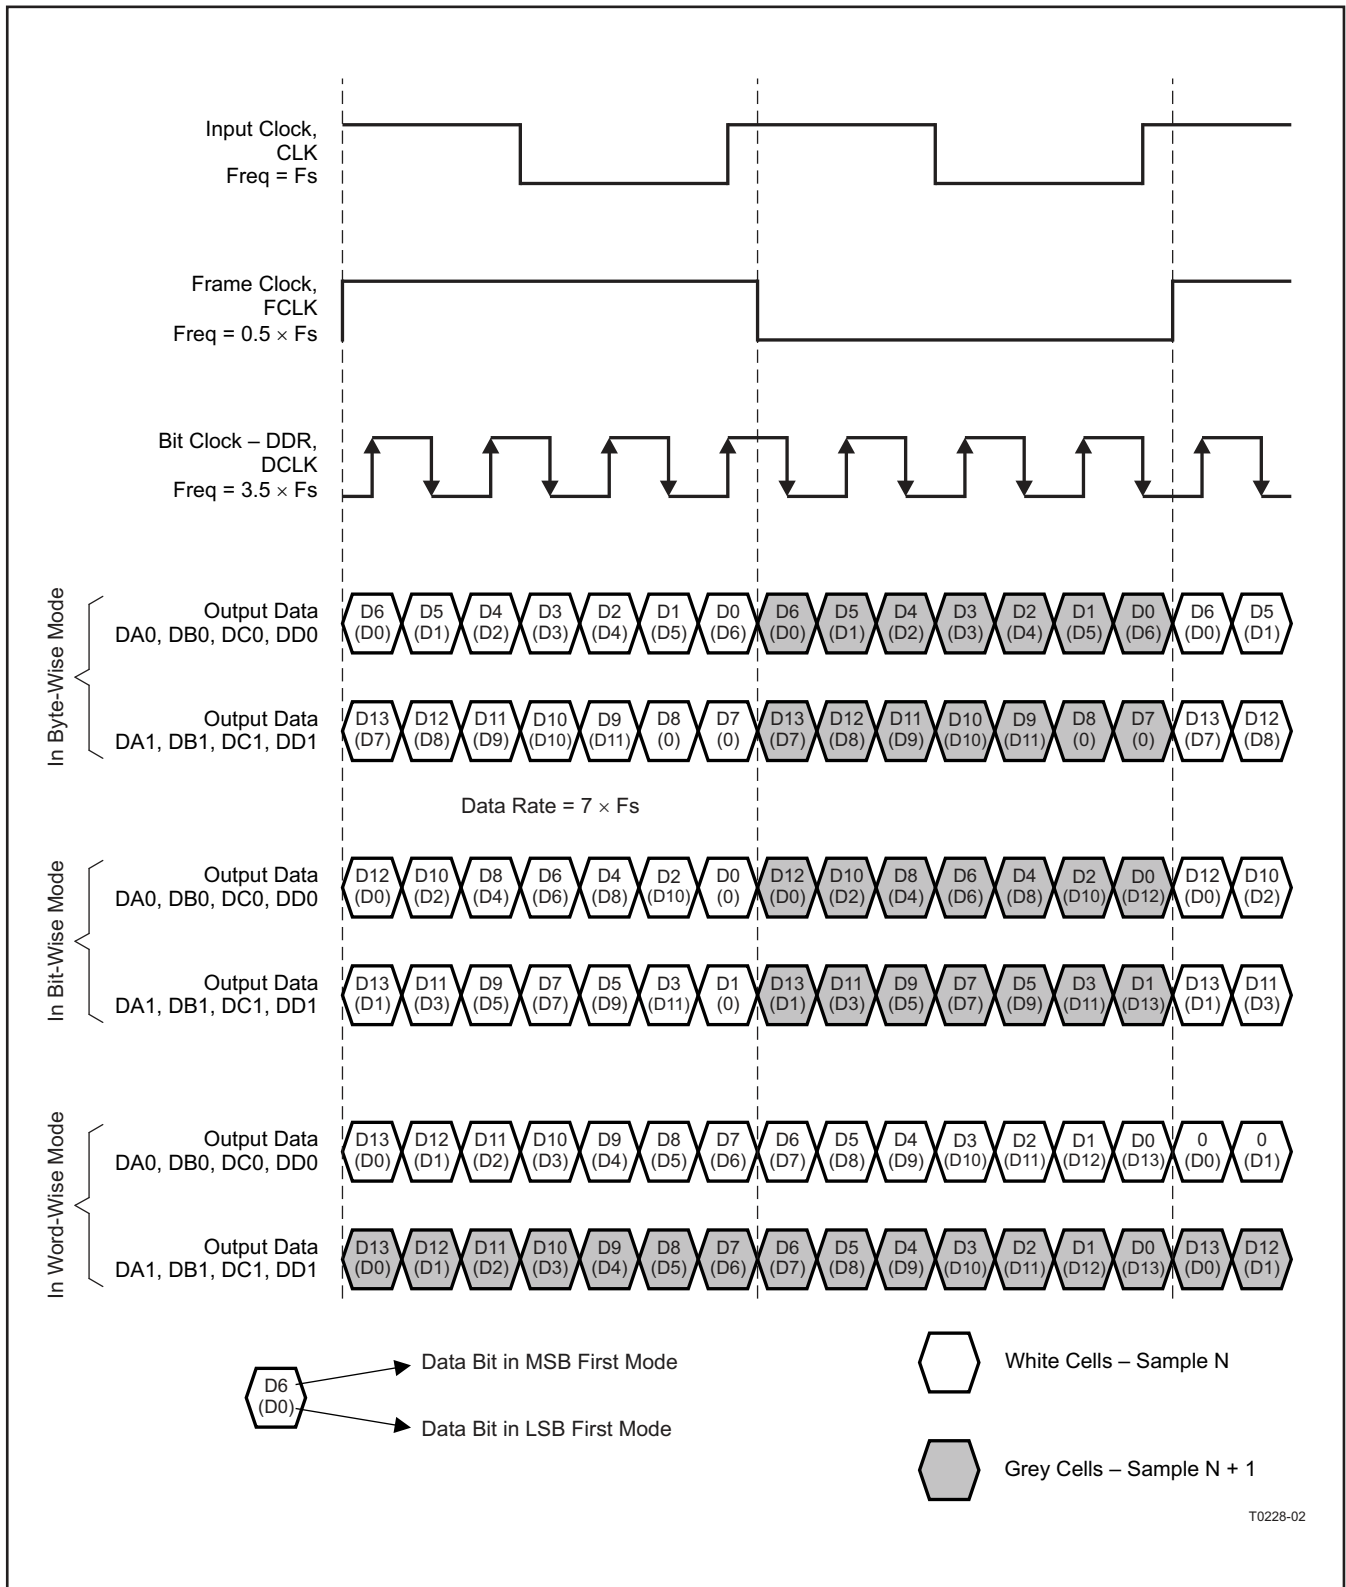 Input Clock,
CLK
Freq = Fs
Frame Clock,
FCLK
Freq = 0.5 × Fs
Bit Clock – DDR,
DCLK
Freq = 3.5 × Fs
In Byte-Wise Mode
Output Data
DA0, DB0, DC0, DD0
D6 D5 D4 D3 D2 D1 D0 D6 D5 D4 D3 D2 D1 D0 D6 D5
(D0) (D1) (D2) (D3) (D4) (D5) (D6) (D0) (D1) (D2) (D3) (D4) (D5) (D6) (D0) (D1)
Output Data
DA1, DB1, DC1, DD1
D13 D12 D11 D10 D9 D8 D7 D13 D12 D11 D10 D9 D8 D7 D13 D12
(D7) (D8) (D9) (D10) (D11) (0) (0) (D7) (D8) (D9) (D10) (D11) (0) (0) (D7) (D8)
Data Rate = 7 × Fs
In Bit-Wise Mode
Output Data
DA0, DB0, DC0, DD0
D12 D10 D8 D6 D4 D2 D0 D12 D10 D8 D6 D4 D2 D0 D12 D10
(D0) (D2) (D4) (D6) (D8) (D10) (0) (D0) (D2) (D4) (D6) (D8) (D10) (D12) (D0) (D2)
Output Data
DA1, DB1, DC1, DD1
D13 D11 D9 D7 D5 D3 D1 D13 D11 D9 D7 D5 D3 D1 D13 D11
(D1) (D3) (D5) (D7) (D9) (D11) (0) (D1) (D3) (D5) (D7) (D9) (D11) (D13) (D1) (D3)
In Word-Wise Mode
Output Data
DA0, DB0, DC0, DD0
D13 D12 D11 D10 D9 D8 D7 D6 D5 D4 D3 D2 D1 D0 0 0
(D0) (D1) (D2) (D3) (D4) (D5) (D6) (D7) (D8) (D9) (D10) (D11) (D12) (D13) (D0) (D1)
Output Data
DA1, DB1, DC1, DD1
D13 D12 D11 D10 D9 D8 D7 D6 D5 D4 D3 D2 D1 D0 D13 D12
(D0) (D1) (D2) (D3) (D4) (D5) (D6) (D7) (D8) (D9) (D10) (D11) (D12) (D13) (D0) (D1)
D6
(D0)
Data Bit in MSB First Mode
Data Bit in LSB First Mode
White Cells – Sample N
Grey Cells – Sample N + 1
T0228-02